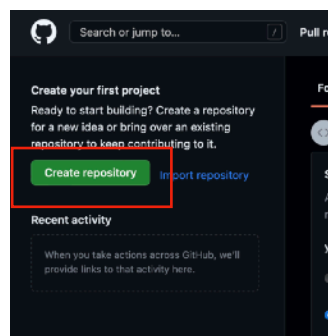 Search or jump to...
/
Pull r
Create your first project
Ready to start building? Create a repository
for a new idea or bring over an existing
repository to keep contributing to it.
Create repository
Import repository
Recent activity
When you take actions across GitHub, we'll
provide links to that activity here.
Fo